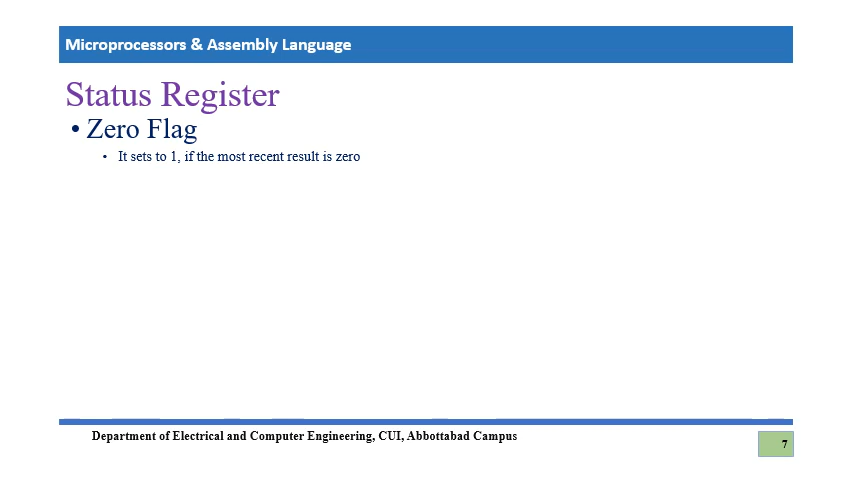 Microprocessors & Assembly Language
Status Register
• Zero Flag
• It sets to 1, if the most recent result is zero
Department of Electrical and Computer Engineering, CUI, Abbottabad Campus
7